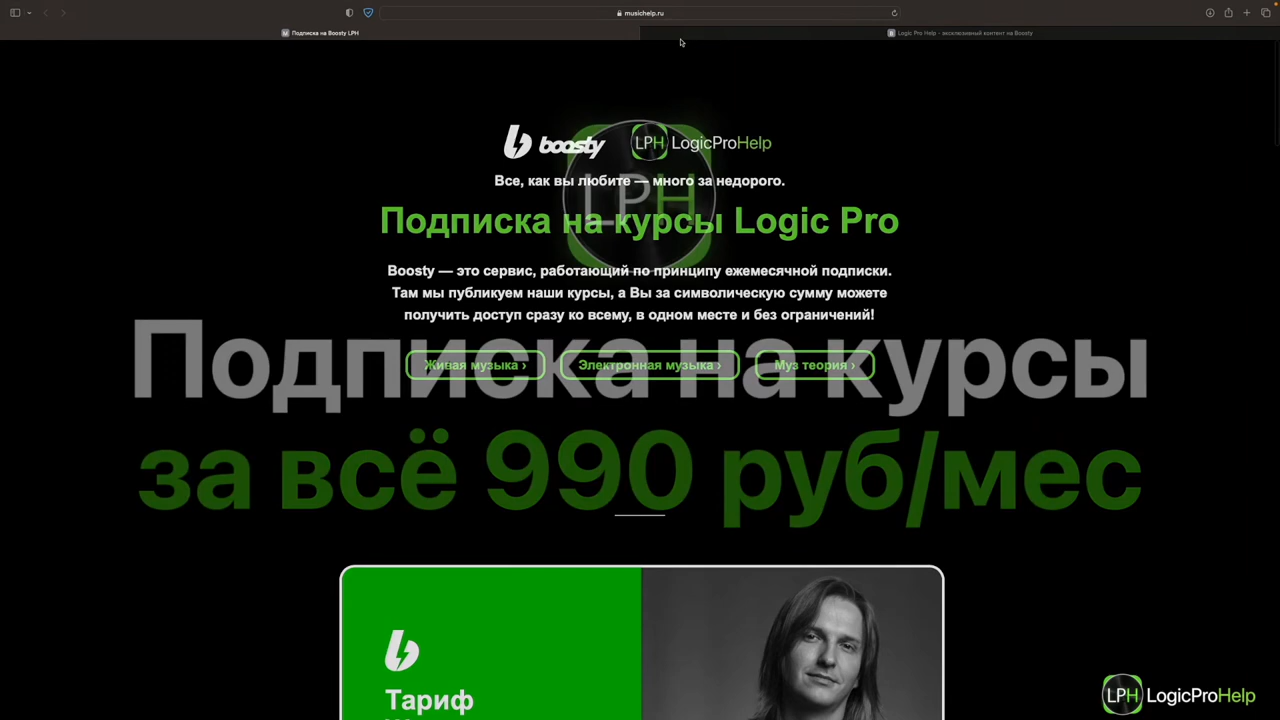 musichelp.ru
Подписка на Boosty LPH
Logic Pro Help - эксклюзивный контент на Boosty
boosty
LPH LogicProHelp
Все, как вы любите — много за недорого.
LPH
Подписка на курсы Logic Pro
Boosty — это сервис, работающий по принципу ежемесячной подписки.
Там мы публикуем наши курсы, а Вы за символическую сумму можете
получить доступ сразу ко всему, в одном месте и без ограничений!
Живая музыка ›
Электронная музыка ›
Муз теория ›
Подписка на курсы
за всё 990 руб/мес
Тариф
LPH LogicProHelp